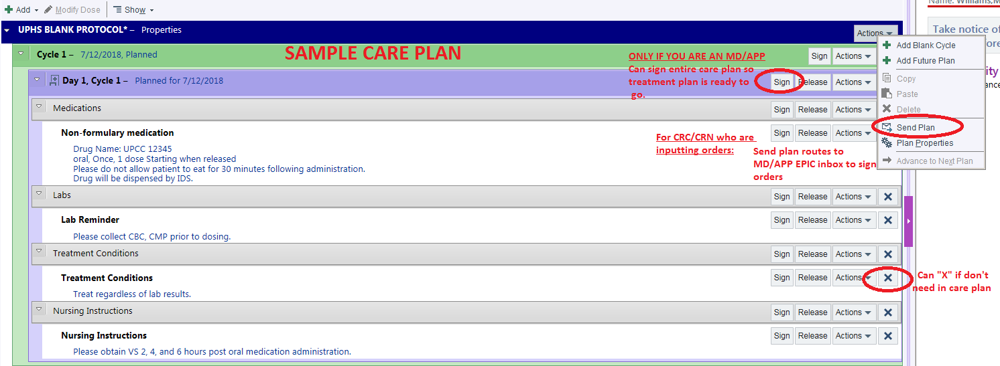 Add Modify Dose Show
Name: Williams,M
UPHS BLANK PROTOCOL* – Properties
Actions
Take notice of
ore
Cycle 1 – 7/12/2018, Planned
SAMPLE CARE PLAN
Sign Actions
Add Blank Cycle
Add Future Plan
Copy
Paste
Delete
Send Plan
Plan Properties
Advance to Next Plan
ity
ance
ONLY IF YOU ARE AN MD/APP
Can sign entire care plan so
treatment plan is ready to
go.
Day 1, Cycle 1 – Planned for 7/12/2018
Sign Release Actions
Medications
Sign Release Actions
Non-formulary medication
Sign Release Actions
Drug Name: UPCC 12345
oral, Once, 1 dose Starting when released
Please do not allow patient to eat for 30 minutes following administration.
Drug will be dispensed by IDS.
For CRC/CRN who are
inputting orders:
Send plan routes to
MD/APP EPIC inbox to sign
orders
Labs
Sign Release Actions
Lab Reminder
Sign Release Actions
Please collect CBC, CMP prior to dosing.
Treatment Conditions
Sign Release Actions
Treatment Conditions
Sign Release Actions
Treat regardless of lab results.
Can "X" if don't
need in care plan
Nursing Instructions
Sign Release Actions
Nursing Instructions
Sign Release Actions
Please obtain VS 2, 4, and 6 hours post oral medication administration.